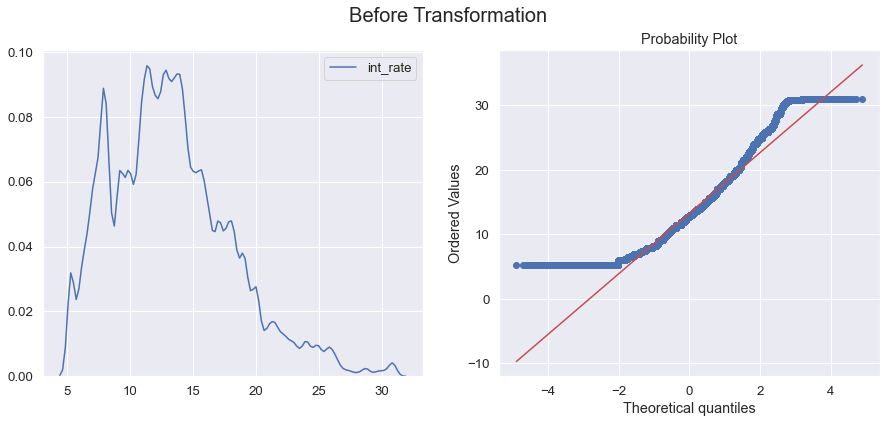 Before Transformation
int_rate
0.10
0.08
0.06
0.04
0.02
0.00
5 10 15 20 25 30
Probability Plot
Ordered Values
30
20
10
0
−10
−4 −2 0 2 4
Theoretical quantiles